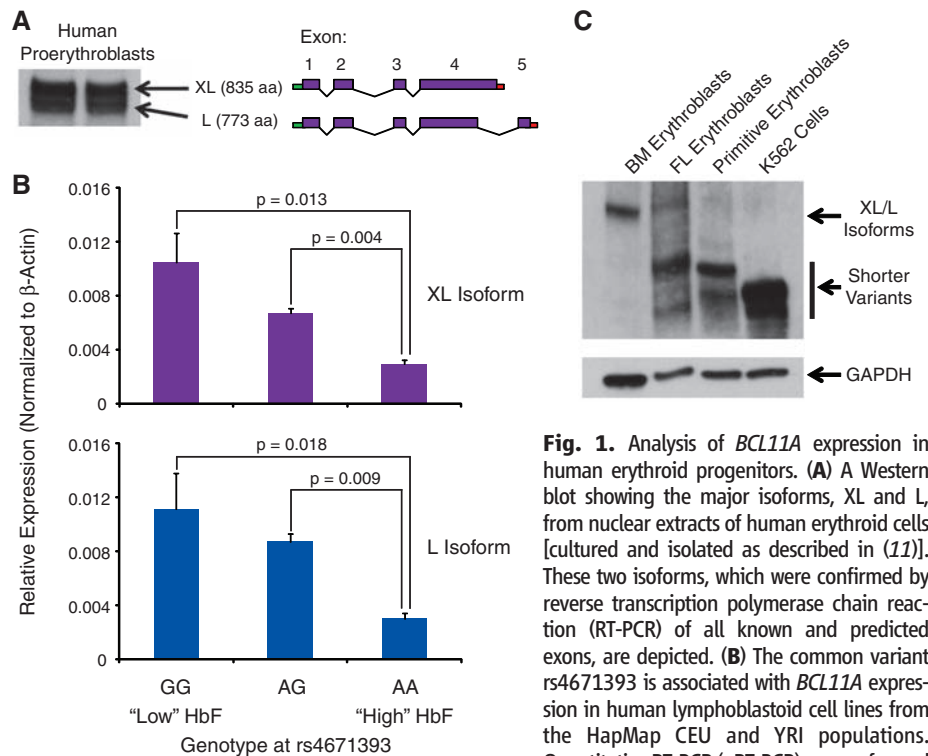 A
Human
Proerythroblasts
XL (835 aa)
L (773 aa)
Exon:
1 2 3 4 5
B
Relative Expression (Normalized to β-Actin)
0.016
0.012
0.008
0.004
0
p = 0.013
p = 0.004
XL Isoform
0.016
0.012
0.008
0.004
0
p = 0.018
p = 0.009
L Isoform
GG AG AA
“Low” HbF “High” HbF
Genotype at rs4671393
C
BM Erythroblasts
FL Erythroblasts
Primitive Erythroblasts
K562 Cells
XL/L
Isoforms
Shorter
Variants
GAPDH
Fig. 1. Analysis of BCL11A expression in
human erythroid progenitors. (A) A Western
blot showing the major isoforms, XL and L,
from nuclear extracts of human erythroid cells
[cultured and isolated as described in (11)].
These two isoforms, which were confirmed by
reverse transcription polymerase chain reac-
tion (RT-PCR) of all known and predicted
exons, are depicted. (B) The common variant
rs4671393 is associated with BCL11A expres-
sion in human lymphoblastoid cell lines from
the HapMap CEU and YRI populations.